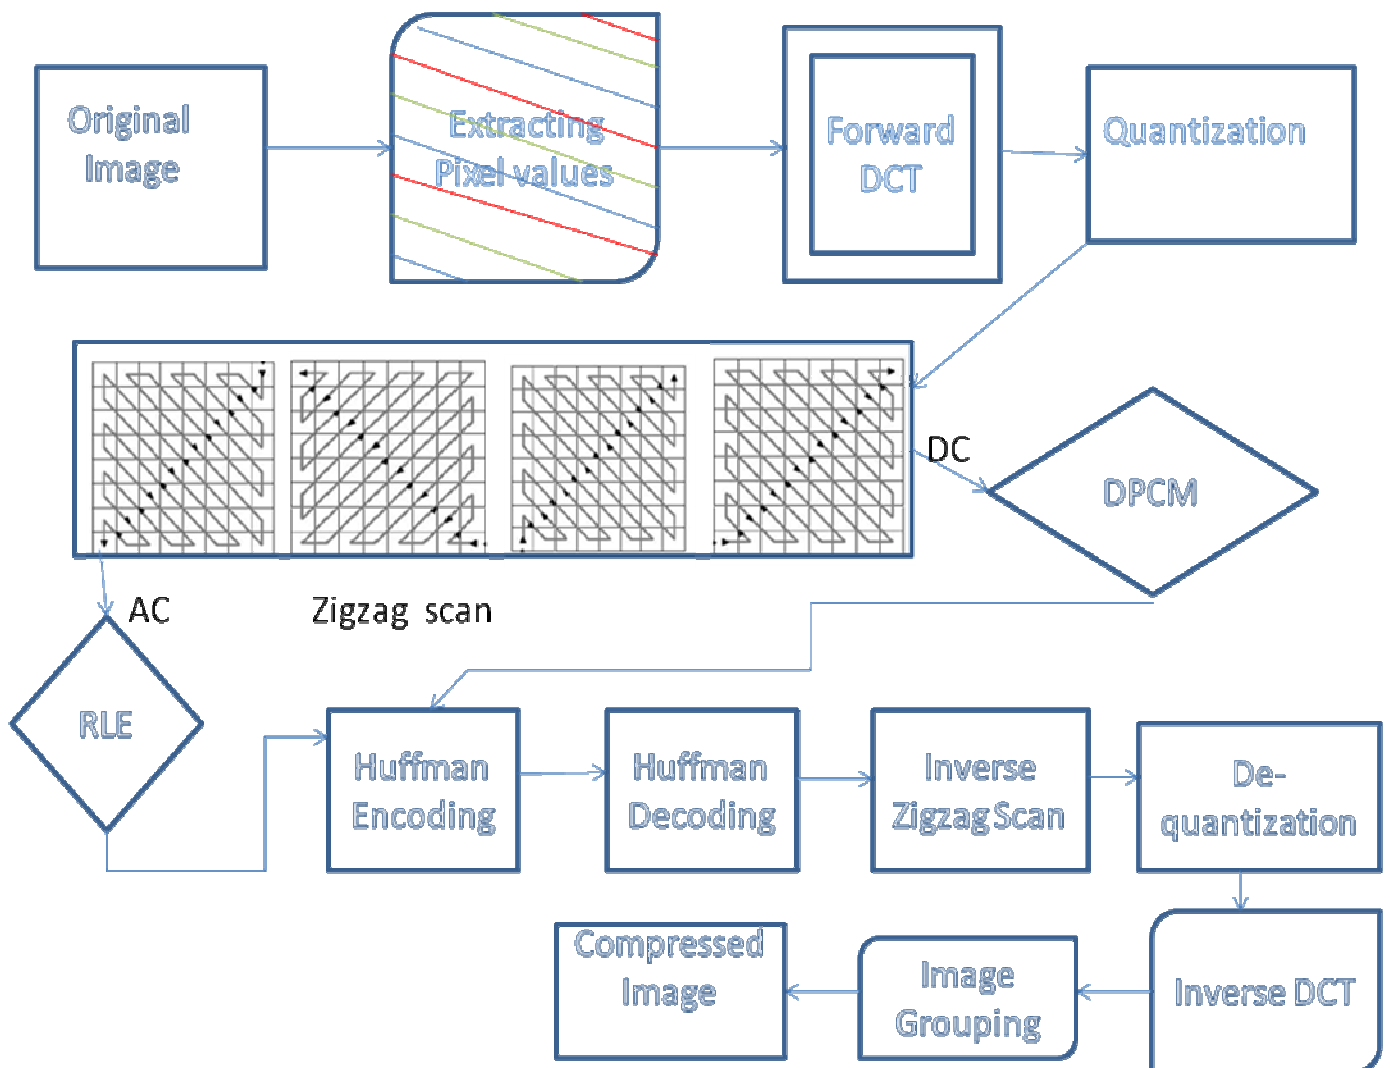 Original
Image
Extracting
Pixel values
Forward
DCT
Quantization
DC
DPCM
AC
Zigzag scan
RLE
Huffman
Encoding
Huffman
Decoding
Inverse
Zigzag Scan
De-
quantization
Compressed
Image
Image
Grouping
Inverse DCT